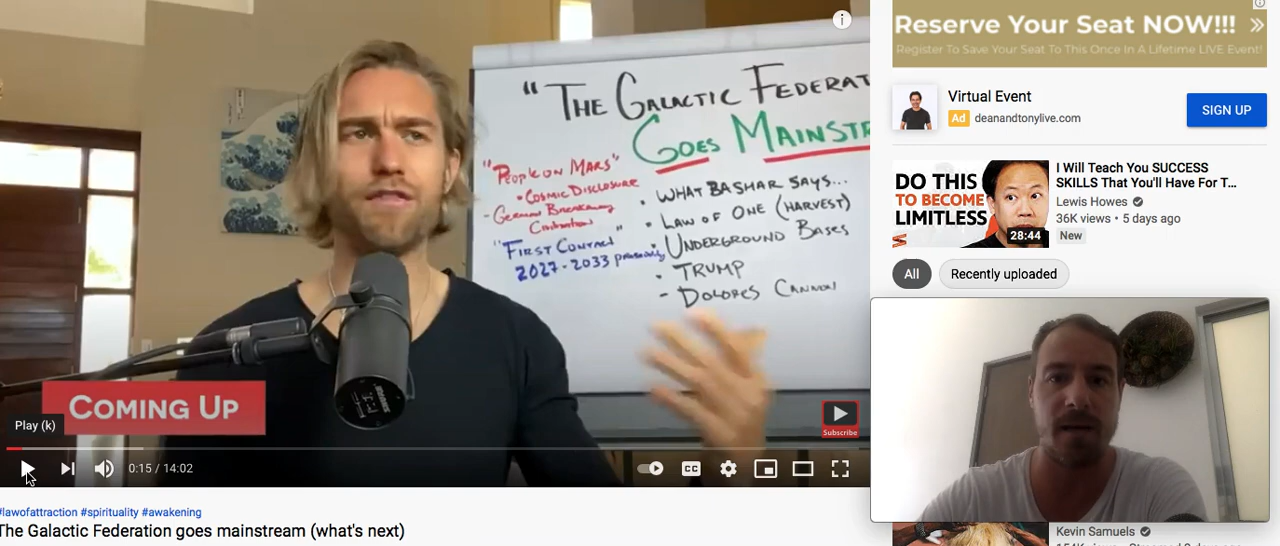 "THE GALACTIC FEDERAT
GOES MAINSTR
"PEOPLE ON MARS"
• COSMIC DISCLOSURE
- German Breakaway
Civilization
"FIRST CONTACT"
2027-2033
• WHAT BASHAR SAYS...
• LAW OF ONE (HARVEST)
• UNDERGROUND BASES
• TRUMP
- DOLORES CANNON
COMING UP
Play (k)
Subscribe
0:15 / 14:02
CC
#lawofattraction #spirituality #awakening
The Galactic Federation goes mainstream (what's next)
Reserve Your Seat NOW!!!
Register To Save Your Seat To This Once In A Lifetime LIVE Event!
Virtual Event
Ad deanandtonylive.com
SIGN UP
DO THIS
TO BECOME
LIMITLESS
28:44
I Will Teach You SUCCESS
SKILLS That You'll Have For T...
Lewis Howes
36K views • 5 days ago
New
All
Recently uploaded
Kevin Samuels